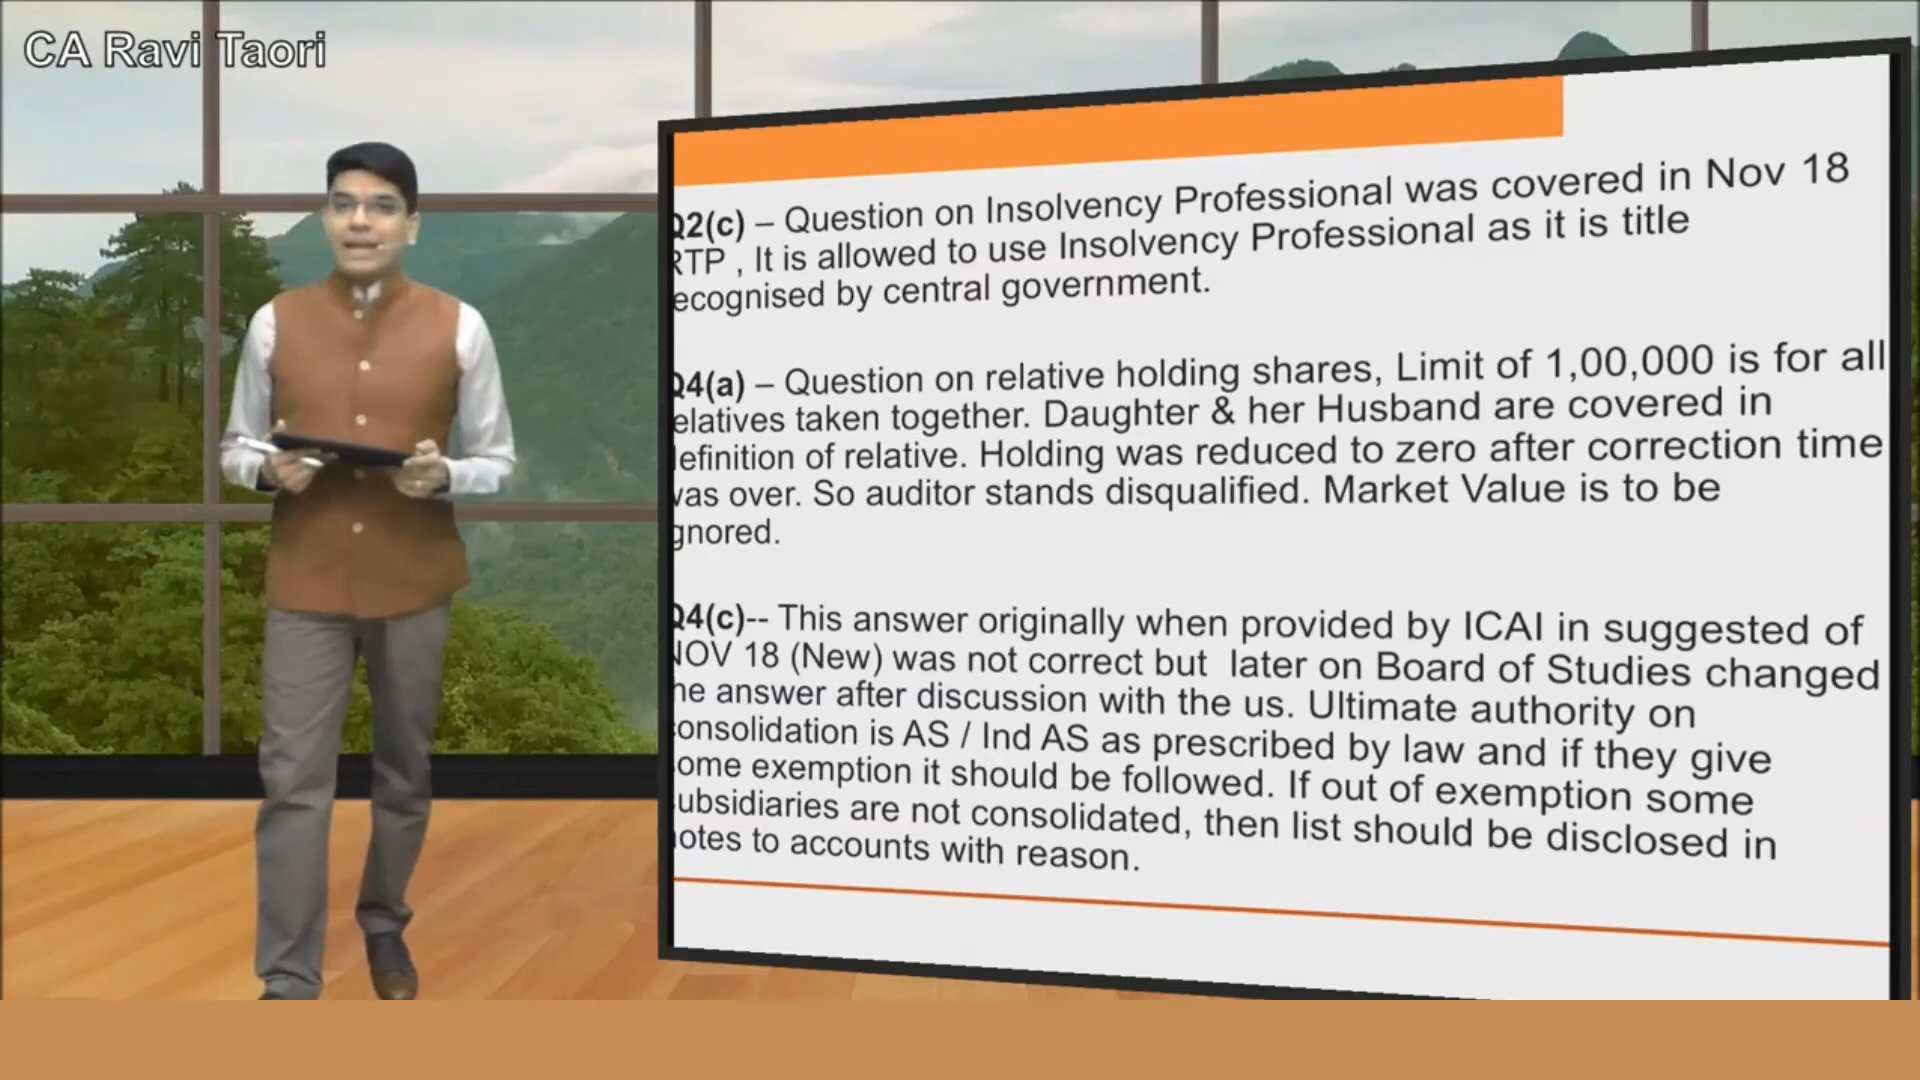 CA Ravi Taori
Q2(c) – Question on Insolvency Professional was covered in Nov 18
RTP , It is allowed to use Insolvency Professional as it is title
ecognised by central government.
Q4(a) – Question on relative holding shares, Limit of 1,00,000 is for all
elatives taken together. Daughter & her Husband are covered in
efinition of relative. Holding was reduced to zero after correction time
was over. So auditor stands disqualified. Market Value is to be
gnored.
Q4(c)-- This answer originally when provided by ICAI in suggested of
NOV 18 (New) was not correct but later on Board of Studies changed
he answer after discussion with the us. Ultimate authority on
consolidation is AS / Ind AS as prescribed by law and if they give
ome exemption it should be followed. If out of exemption some
ubsidiaries are not consolidated, then list should be disclosed in
notes to accounts with reason.